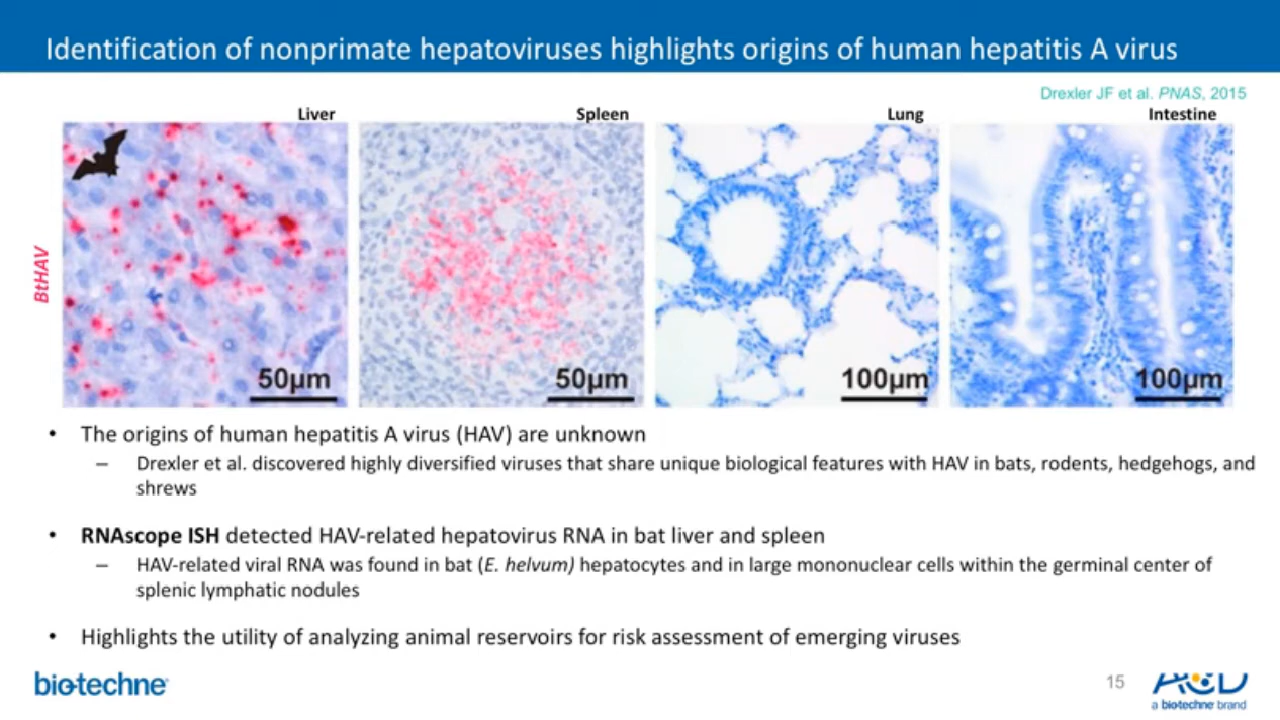 Identification of nonprimate hepatoviruses highlights origins of human hepatitis A virus
Drexler JF et al. PNAS, 2015
Liver
Spleen
Lung
Intestine
BtHAV
50µm
50µm
100µm
100µm
• The origins of human hepatitis A virus (HAV) are unknown
– Drexler et al. discovered highly diversified viruses that share unique biological features with HAV in bats, rodents, hedgehogs, and
shrews
• RNAscope ISH detected HAV-related hepatovirus RNA in bat liver and spleen
– HAV-related viral RNA was found in bat (E. helvum) hepatocytes and in large mononuclear cells within the germinal center of
splenic lymphatic nodules
• Highlights the utility of analyzing animal reservoirs for risk assessment of emerging viruses
bio-techne
15
ACD
a biotechne brand